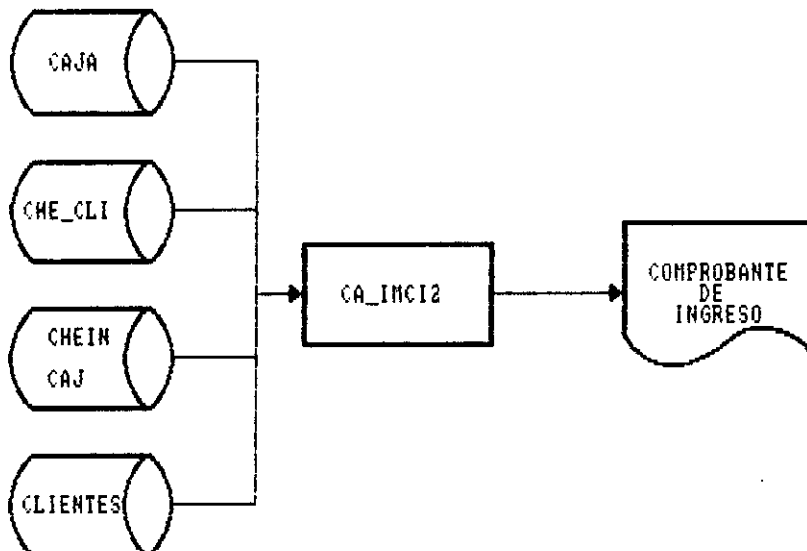 CAJA
CHE_CLI
CHEIN
CAJ
CLIENTES
CA_IMCI2
COMPROBANTE
DE
INGRESO